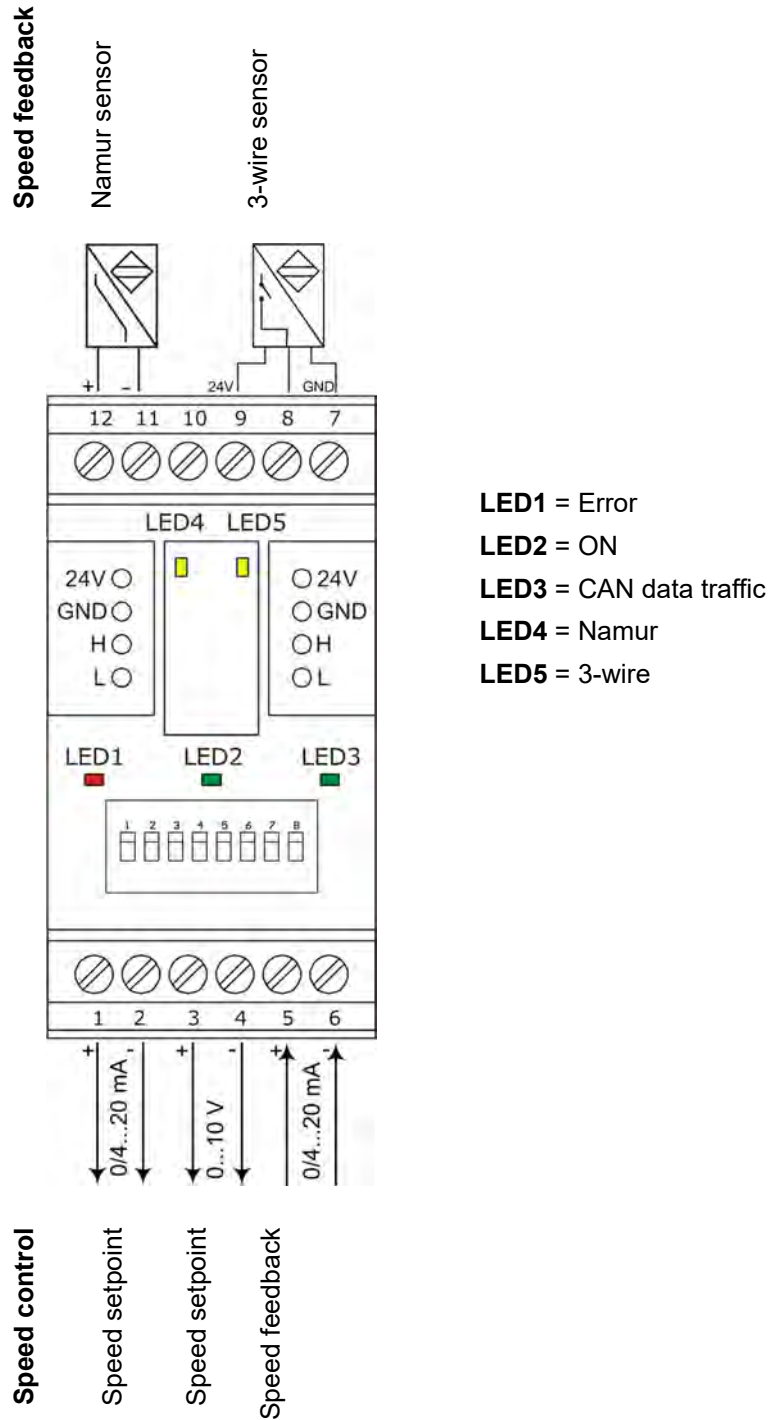 Speed feedback
Namur sensor
3-wire sensor
+ - 24V GND
12 11 10 9 8 7
LED4 LED5
24V 24V
GND GND
H H
L L
LED1 LED2 LED3
1 2 3 4 5 6 7 8
1 2 3 4 5 6
+ - + - + -
0/4...20 mA
0...10 V
0/4...20 mA
Speed control
Speed setpoint
Speed setpoint
Speed feedback
LED1 = Error
LED2 = ON
LED3 = CAN data traffic
LED4 = Namur
LED5 = 3-wire